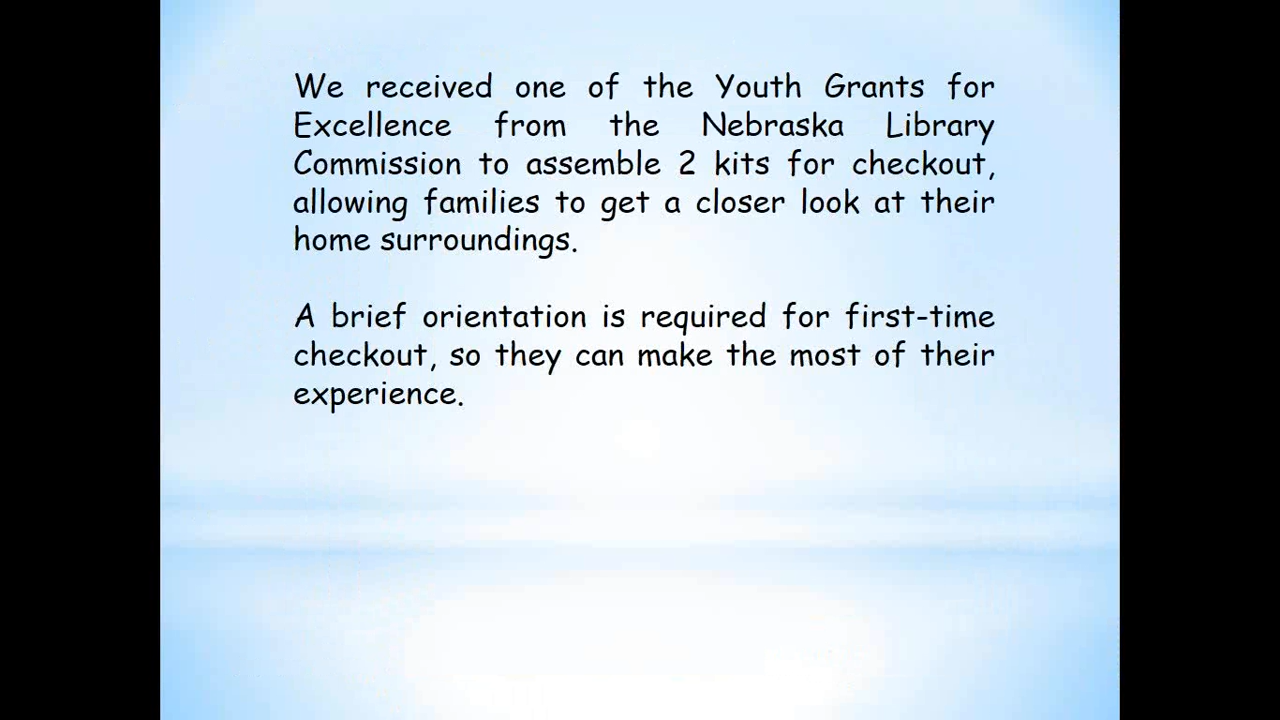 We received one of the Youth Grants for
Excellence from the Nebraska Library
Commission to assemble 2 kits for checkout,
allowing families to get a closer look at their
home surroundings.
A brief orientation is required for first-time
checkout, so they can make the most of their
experience.